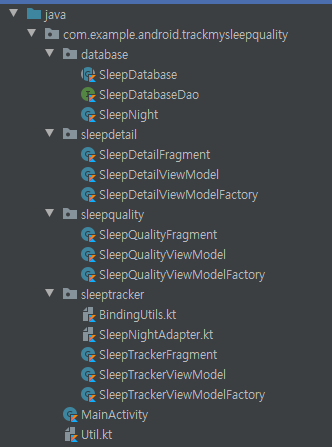 java
com.example.android.trackmysleepquality
database
SleepDatabase
SleepDatabaseDao
SleepNight
sleepdetail
SleepDetailFragment
SleepDetailViewModel
SleepDetailViewModelFactory
sleepquality
SleepQualityFragment
SleepQualityViewModel
SleepQualityViewModelFactory
sleeptracker
BindingUtils.kt
SleepNightAdapter.kt
SleepTrackerFragment
SleepTrackerViewModel
SleepTrackerViewModelFactory
MainActivity
Util.kt